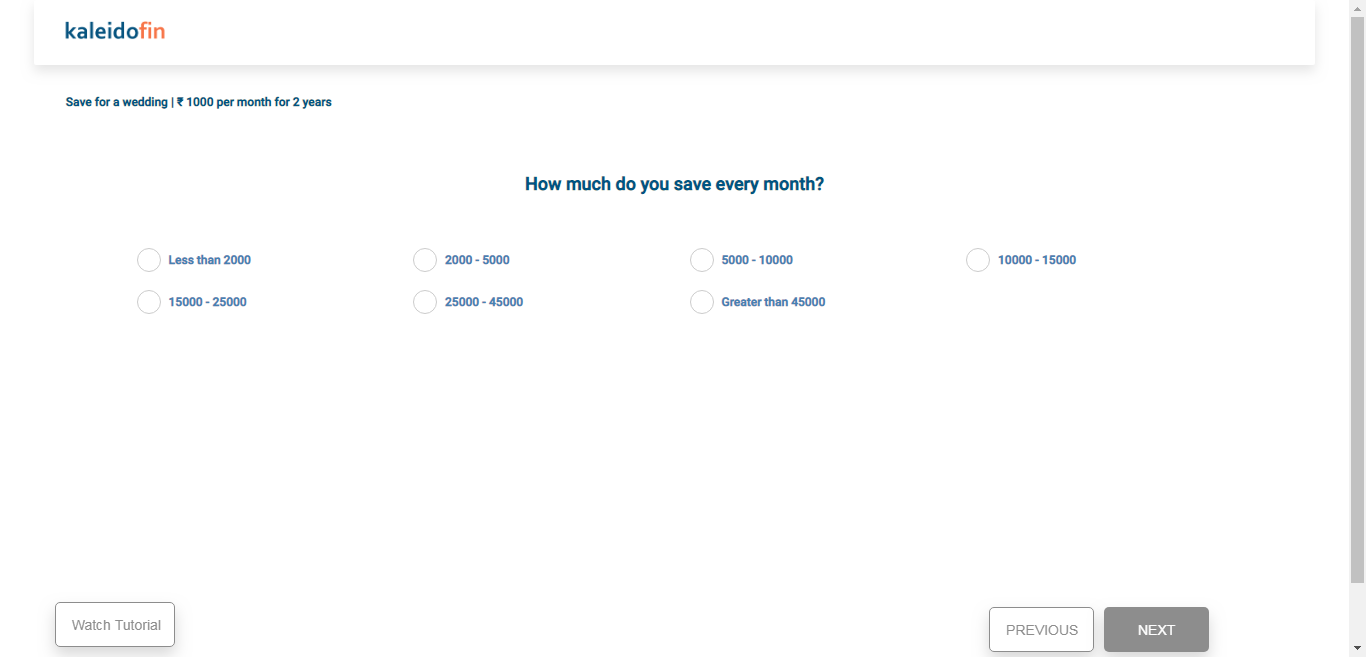 kaleidofin
Save for a wedding | ₹ 1000 per month for 2 years
How much do you save every month?
Less than 2000
2000 - 5000
5000 - 10000
10000 - 15000
15000 - 25000
25000 - 45000
Greater than 45000
Watch Tutorial
PREVIOUS
NEXT